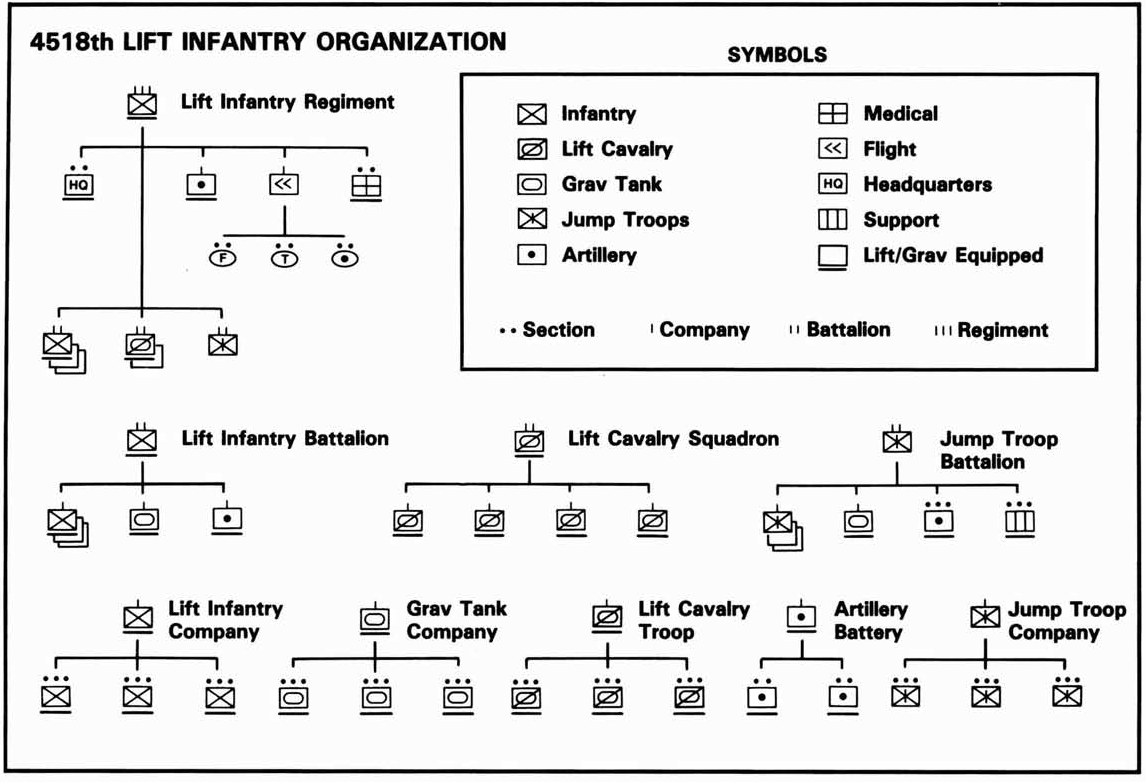 4518th LIFT INFANTRY ORGANIZATION
SYMBOLS
Lift Infantry Regiment
HQ
F
T
Infantry
Lift Cavalry
Grav Tank
Jump Troops
Artillery
Medical
Flight
HQ Headquarters
Support
Lift/Grav Equipped
Section
Company
Battalion
Regiment
Lift Infantry Battalion
Lift Cavalry Squadron
Jump Troop
Battalion
Lift Infantry
Company
Grav Tank
Company
Lift Cavalry
Troop
Artillery
Battery
Jump Troop
Company